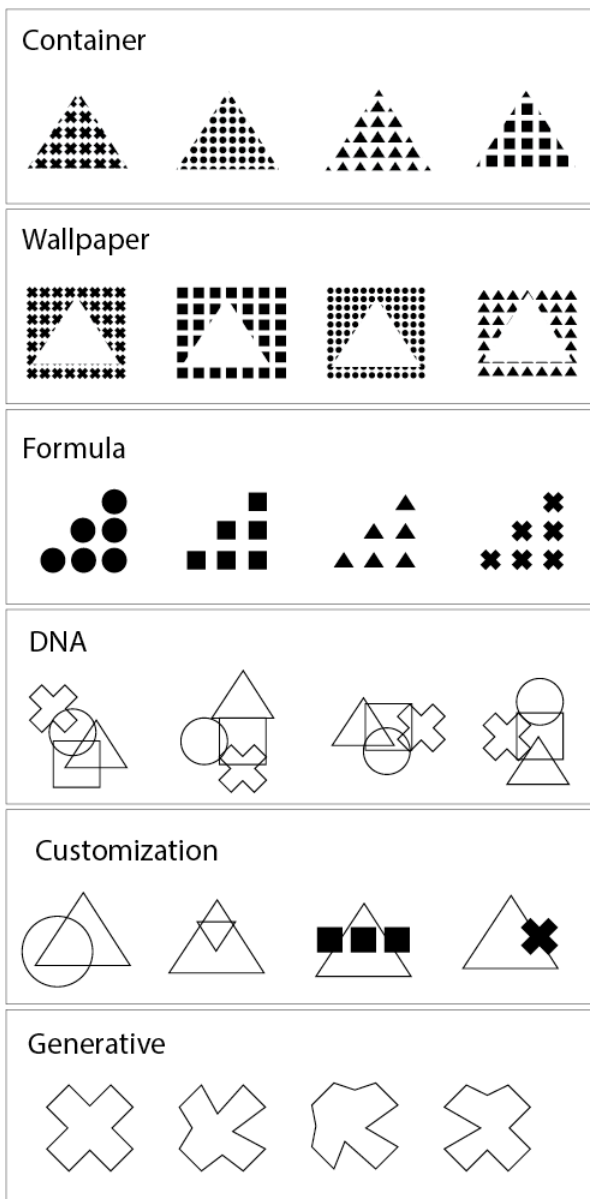 Container
Wallpaper
Formula
DNA
Customization
Generative